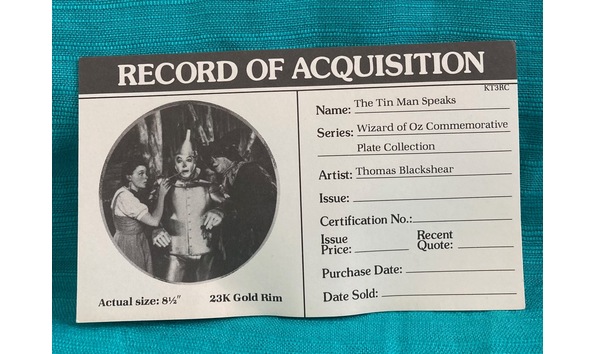 RECORD OF ACQUISITION
KT3RC
Name: The Tin Man Speaks
Series: Wizard of Oz Commemorative
Plate Collection
Artist: Thomas Blackshear
Issue:
Certification No.:
Issue Price: Recent Quote:
Purchase Date:
Date Sold:
Actual size: 8½" 23K Gold Rim